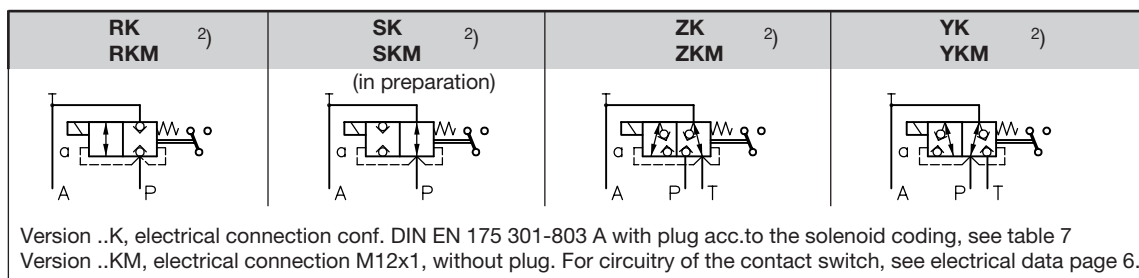 RK 2)
RKM
SK 2)
SKM
(in preparation)
ZK 2)
ZKM
YK 2)
YKM
a
A P
a
A P
a
A P T
a
A P T
Version ..K, electrical connection conf. DIN EN 175 301-803 A with plug acc.to the solenoid coding, see table 7
Version ..KM, electrical connection M12x1, without plug. For circuitry of the contact switch, see electrical data page 6.